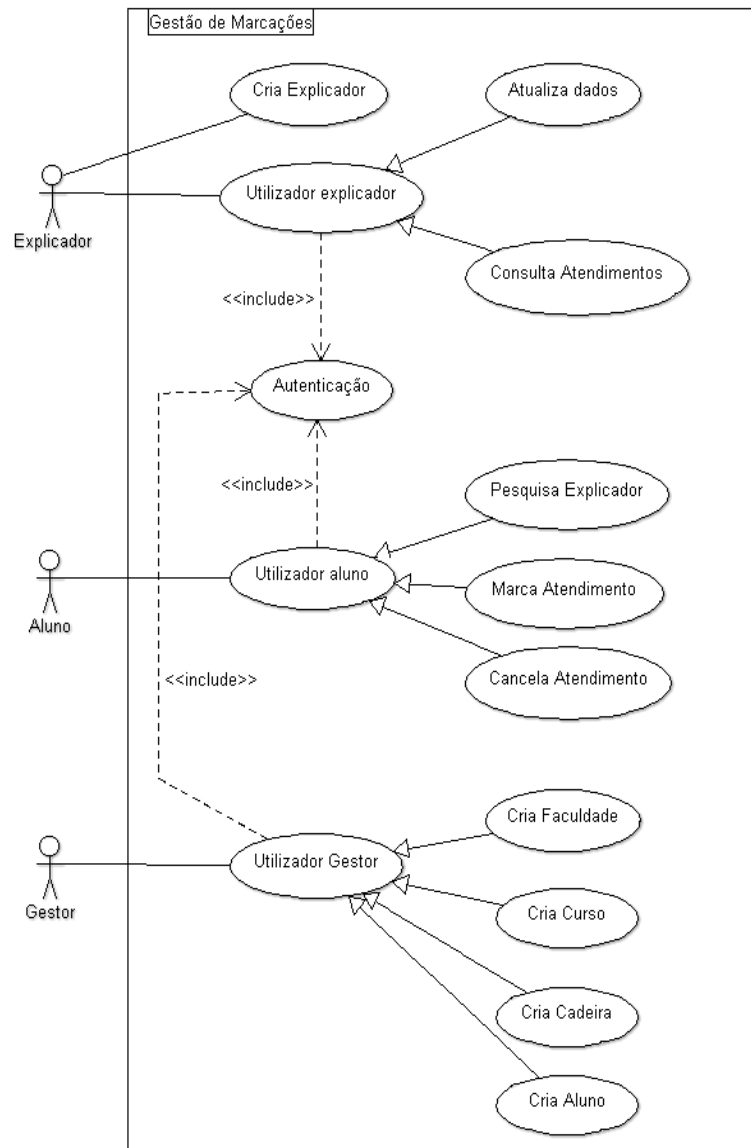 Gestão de Marcações
Cria Explicador
Atualiza dados
Utilizador explicador
Explicador
Consulta Atendimentos
<<include>>
Autenticação
<<include>>
Pesquisa Explicador
Utilizador aluno
Marca Atendimento
Aluno
Cancela Atendimento
<<include>>
Cria Faculdade
Utilizador Gestor
Gestor
Cria Curso
Cria Cadeira
Cria Aluno